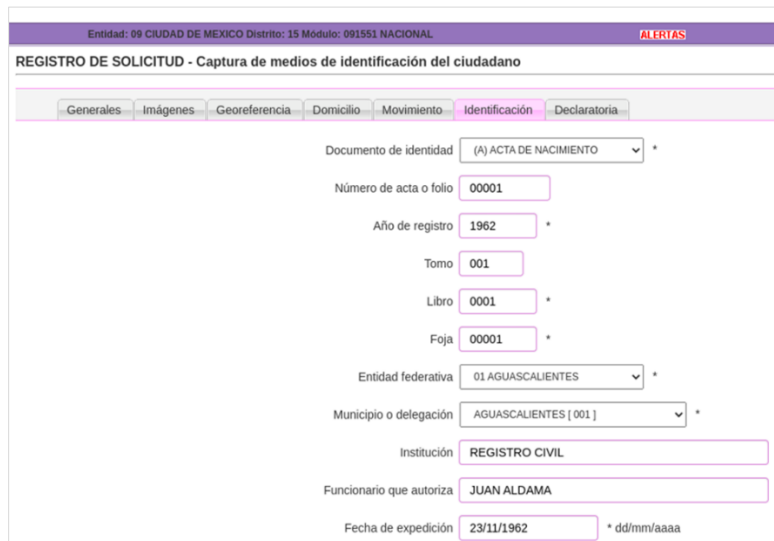 Entidad: 09 CIUDAD DE MEXICO Distrito: 15 Módulo: 091551 NACIONAL ALERTAS
REGISTRO DE SOLICITUD - Captura de medios de identificación del ciudadano
Generales Imágenes Georeferencia Domicilio Movimiento Identificación Declaratoria
Documento de identidad (A) ACTA DE NACIMIENTO *
Número de acta o folio 00001
Año de registro 1962 *
Tomo 001
Libro 0001 *
Foja 00001 *
Entidad federativa 01 AGUASCALIENTES *
Municipio o delegación AGUASCALIENTES [ 001 ] *
Institución REGISTRO CIVIL
Funcionario que autoriza JUAN ALDAMA
Fecha de expedición 23/11/1962 * dd/mm/aaaa